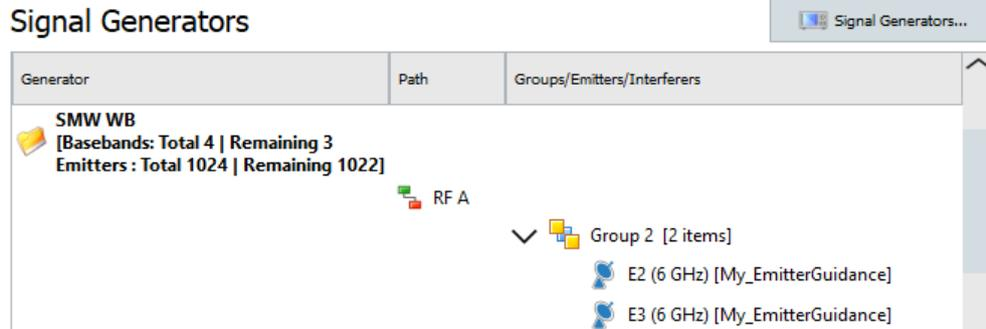 Signal Generators
Signal Generators...
Generator Path Groups/Emitters/Interferers
SMW WB
[Basebands: Total 4 | Remaining 3
Emitters : Total 1024 | Remaining 1022]
RF A
Group 2 [2 items]
E2 (6 GHz) [My_EmitterGuidance]
E3 (6 GHz) [My_EmitterGuidance]